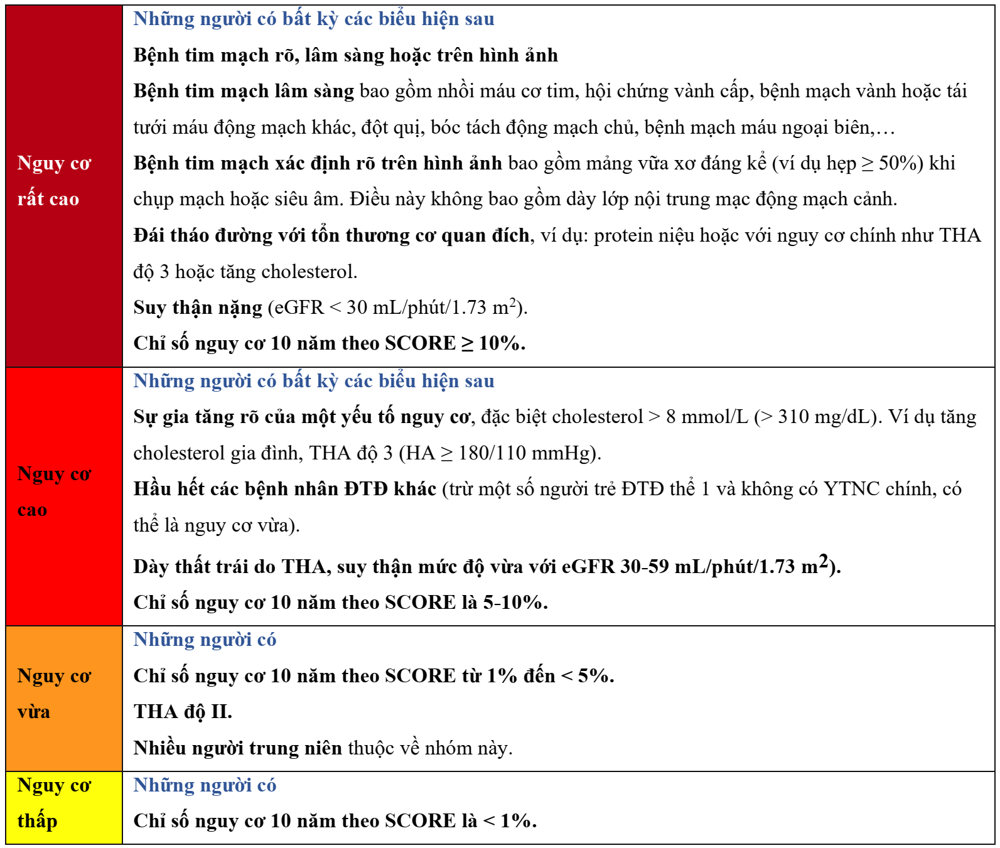 Nguy cơ
rất cao
Những người có bất kỳ các biểu hiện sau
Bệnh tim mạch rõ, lâm sàng hoặc trên hình ảnh
Bệnh tim mạch lâm sàng bao gồm nhồi máu cơ tim, hội chứng vành cấp, bệnh mạch vành hoặc tái
tưới máu động mạch khác, đột quị, bóc tách động mạch chủ, bệnh mạch máu ngoại biên,…
Bệnh tim mạch xác định rõ trên hình ảnh bao gồm mảng vữa xơ đáng kể (ví dụ hẹp ≥ 50%) khi
chụp mạch hoặc siêu âm. Điều này không bao gồm dày lớp nội trung mạc động mạch cảnh.
Đái tháo đường với tổn thương cơ quan đích, ví dụ: protein niệu hoặc với nguy cơ chính như THA
độ 3 hoặc tăng cholesterol.
Suy thận nặng (eGFR < 30 mL/phút/1.73 m²).
Chỉ số nguy cơ 10 năm theo SCORE ≥ 10%.
Nguy cơ
cao
Những người có bất kỳ các biểu hiện sau
Sự gia tăng rõ của một yếu tố nguy cơ, đặc biệt cholesterol > 8 mmol/L (> 310 mg/dL). Ví dụ tăng
cholesterol gia đình, THA độ 3 (HA ≥ 180/110 mmHg).
Hầu hết các bệnh nhân ĐTĐ khác (trừ một số người trẻ ĐTĐ thể 1 và không có YTNC chính, có
thể là nguy cơ vừa).
Dày thất trái do THA, suy thận mức độ vừa với eGFR 30-59 mL/phút/1.73 m²).
Chỉ số nguy cơ 10 năm theo SCORE là 5-10%.
Nguy cơ
vừa
Những người có
Chỉ số nguy cơ 10 năm theo SCORE từ 1% đến < 5%.
THA độ II.
Nhiều người trung niên thuộc về nhóm này.
Nguy cơ
thấp
Những người có
Chỉ số nguy cơ 10 năm theo SCORE là < 1%.